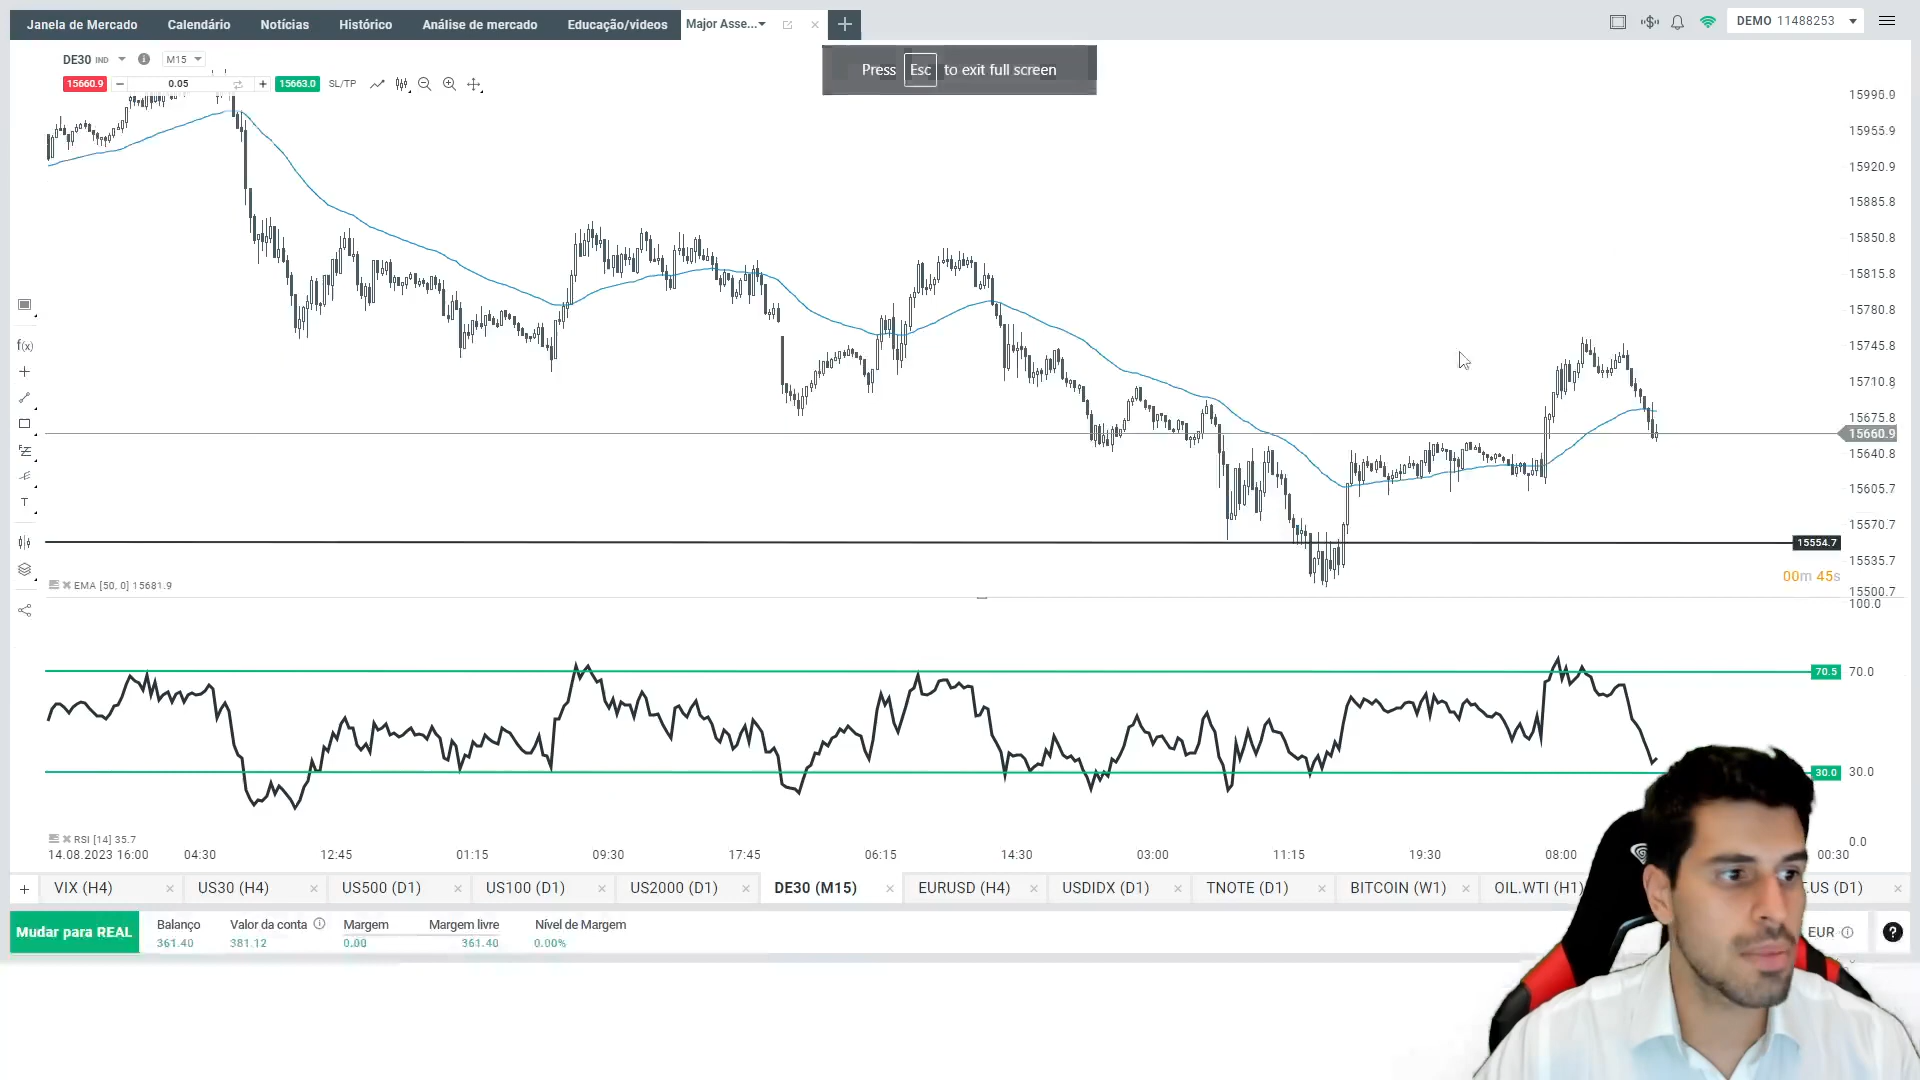 Janela de Mercado Calendário Notícias Histórico Análise de mercado Educação/videos Major Asse... DEMO 11488253
Press Esc to exit full screen
DE30 IND M15
15660.9 0.05 15663.0 SL/TP
15996.9
15955.9
15920.9
15885.8
15850.8
15815.8
15780.8
15745.8
15710.8
15675.8
15660.9
15640.8
15605.7
15570.7
15554.7
15535.7
00m 45s
15500.7
f(x)
T
EMA [50, 0] 15681.9
100.0
70.5 70.0
30.0 30.0
0.0
RSI [14] 35.7
14.08.2023 16:00 04:30 12:45 01:15 09:30 17:45 06:15 14:30 03:00 11:15 19:30 08:00 00:30
VIX (H4) US30 (H4) US500 (D1) US100 (D1) US2000 (D1) DE30 (M15) EURUSD (H4) USDIDX (D1) TNOTE (D1) BITCOIN (W1) OIL.WTI (H1) .US (D1)
Mudar para REAL
Balanço Valor da conta Margem Margem livre Nível de Margem EUR
361.40 381.12 0.00 361.40 0.00%